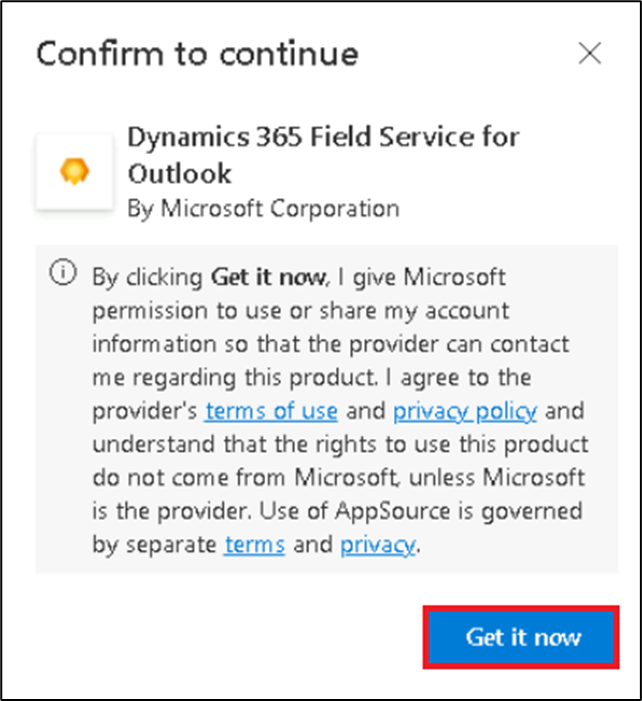 Confirm to continue
Dynamics 365 Field Service for
Outlook
By Microsoft Corporation
By clicking Get it now, I give Microsoft
permission to use or share my account
information so that the provider can contact
me regarding this product. I agree to the
provider's terms of use and privacy policy and
understand that the rights to use this product
do not come from Microsoft, unless Microsoft
is the provider. Use of AppSource is governed
by separate terms and privacy.
Get it now